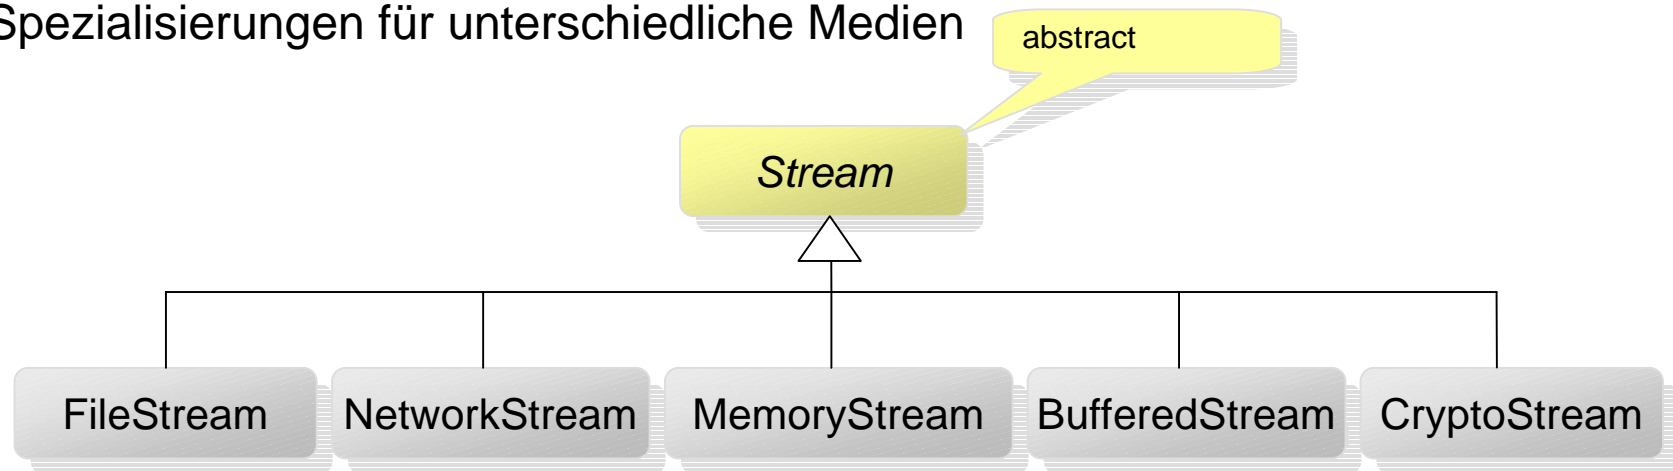 Spezialisierungen für unterschiedliche Medien
abstract
Stream
FileStream NetworkStream MemoryStream BufferedStream CryptoStream